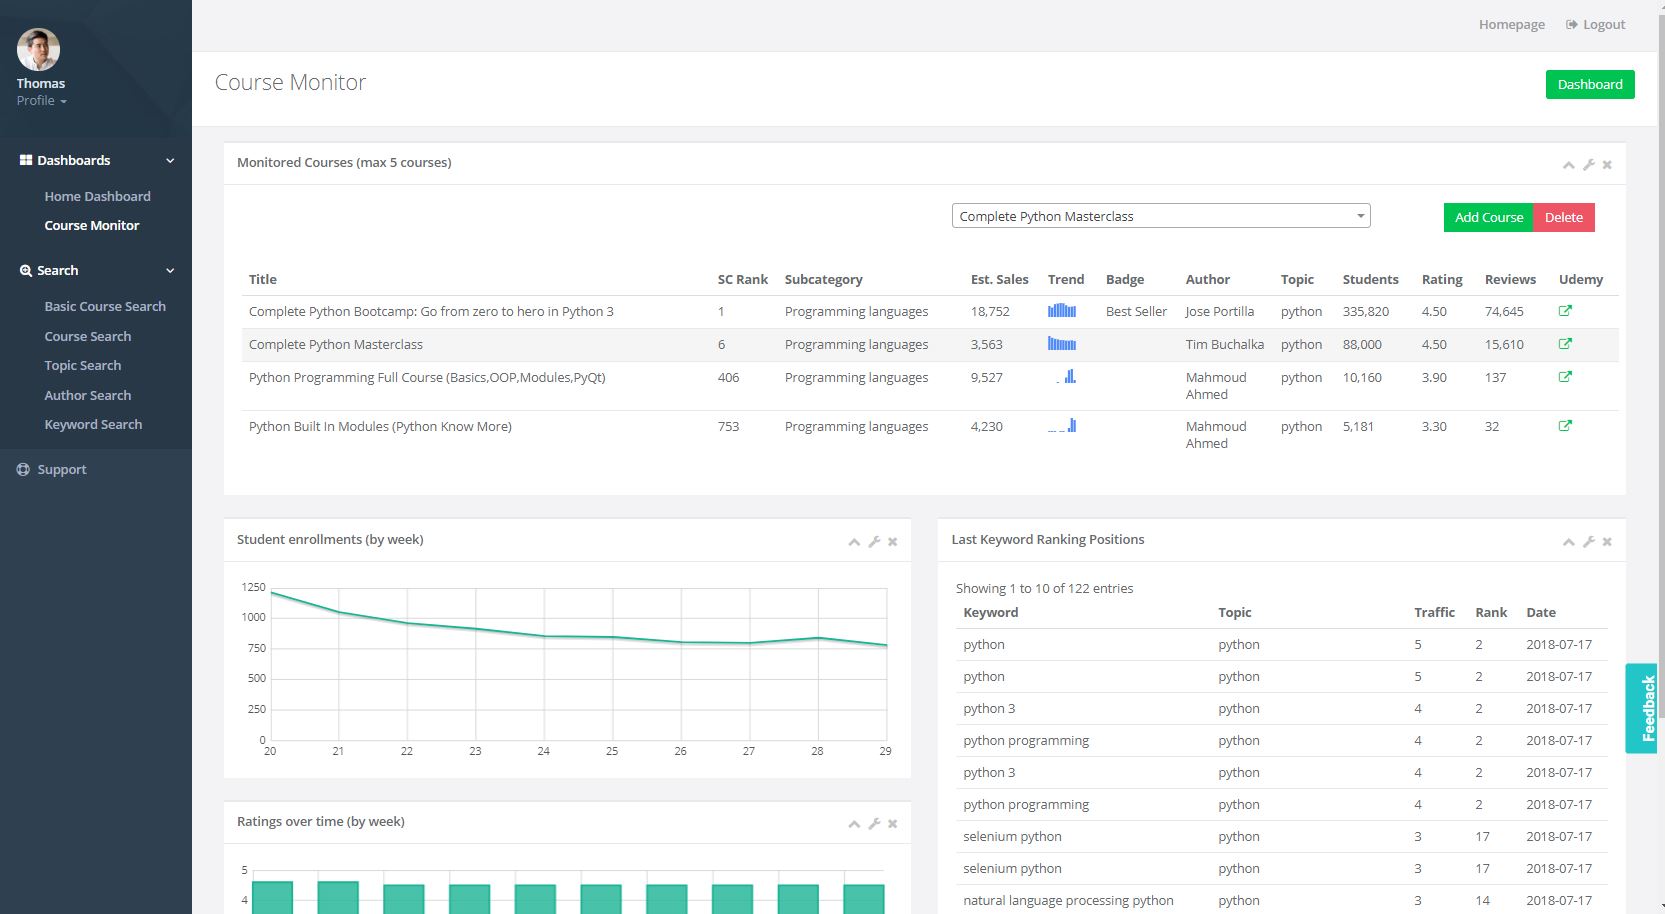 Homepage
Logout
Thomas
Profile
Course Monitor
Dashboard
Dashboards
Home Dashboard
Course Monitor
Search
Basic Course Search
Course Search
Topic Search
Author Search
Keyword Search
Support
Monitored Courses (max 5 courses)
Complete Python Masterclass
Add Course Delete
Title SC Rank Subcategory Est. Sales Trend Badge Author Topic Students Rating Reviews Udemy
Complete Python Bootcamp: Go from zero to hero in Python 3 1 Programming languages 18,752 Best Seller Jose Portilla python 335,820 4.50 74,645
Complete Python Masterclass 6 Programming languages 3,563 Tim Buchalka python 88,000 4.50 15,610
Python Programming Full Course (Basics,OOP,Modules,PyQt) 406 Programming languages 9,527 Mahmoud python 10,160 3.90 137
Ahmed
Python Built In Modules (Python Know More) 753 Programming languages 4,230 Mahmoud python 5,181 3.30 32
Ahmed
Student enrollments (by week)
1250
1000
750
500
250
0
20 21 22 23 24 25 26 27 28 29
Ratings over time (by week)
5
4
Last Keyword Ranking Positions
Showing 1 to 10 of 122 entries
Keyword Topic Traffic Rank Date
python python 5 2 2018-07-17
python python 5 2 2018-07-17
python 3 python 4 2 2018-07-17
python programming python 4 2 2018-07-17
python 3 python 4 2 2018-07-17
python programming python 4 2 2018-07-17
selenium python python 3 17 2018-07-17
selenium python python 3 17 2018-07-17
natural language processing python python 3 14 2018-07-17
Feedback